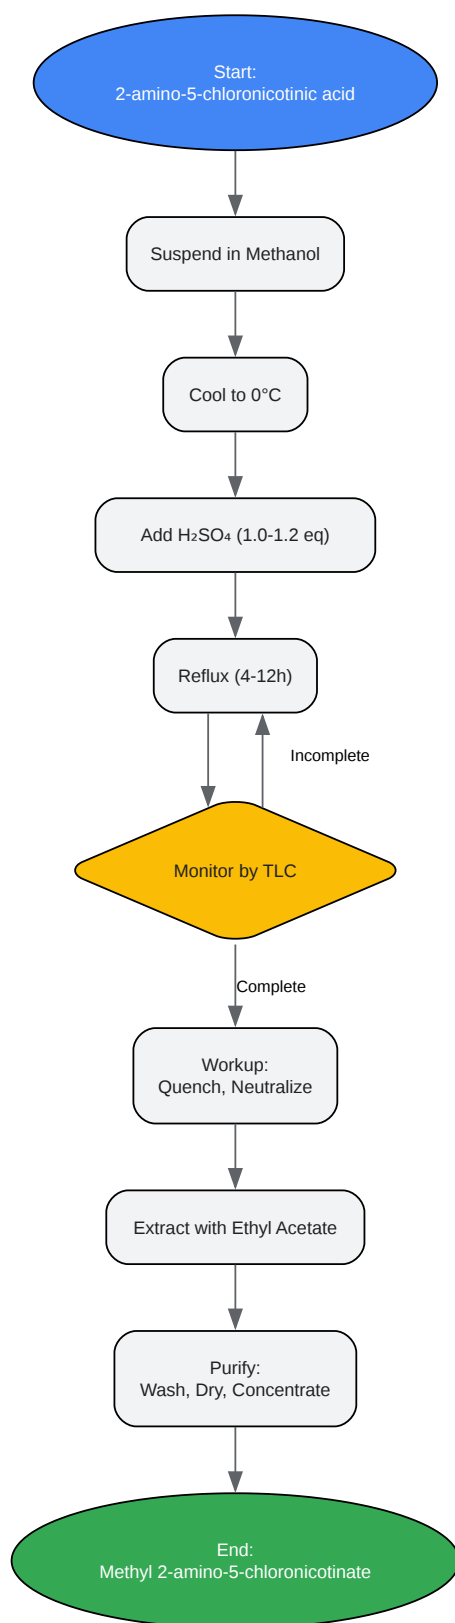 Start:
2-amino-5-chloronicotinic acid
Suspend in Methanol
Cool to 0°C
Add H₂SO₄ (1.0-1.2 eq)
Reflux (4-12h)
Incomplete
Monitor by TLC
Complete
Workup:
Quench, Neutralize
Extract with Ethyl Acetate
Purify:
Wash, Dry, Concentrate
End:
Methyl 2-amino-5-chloronicotinate